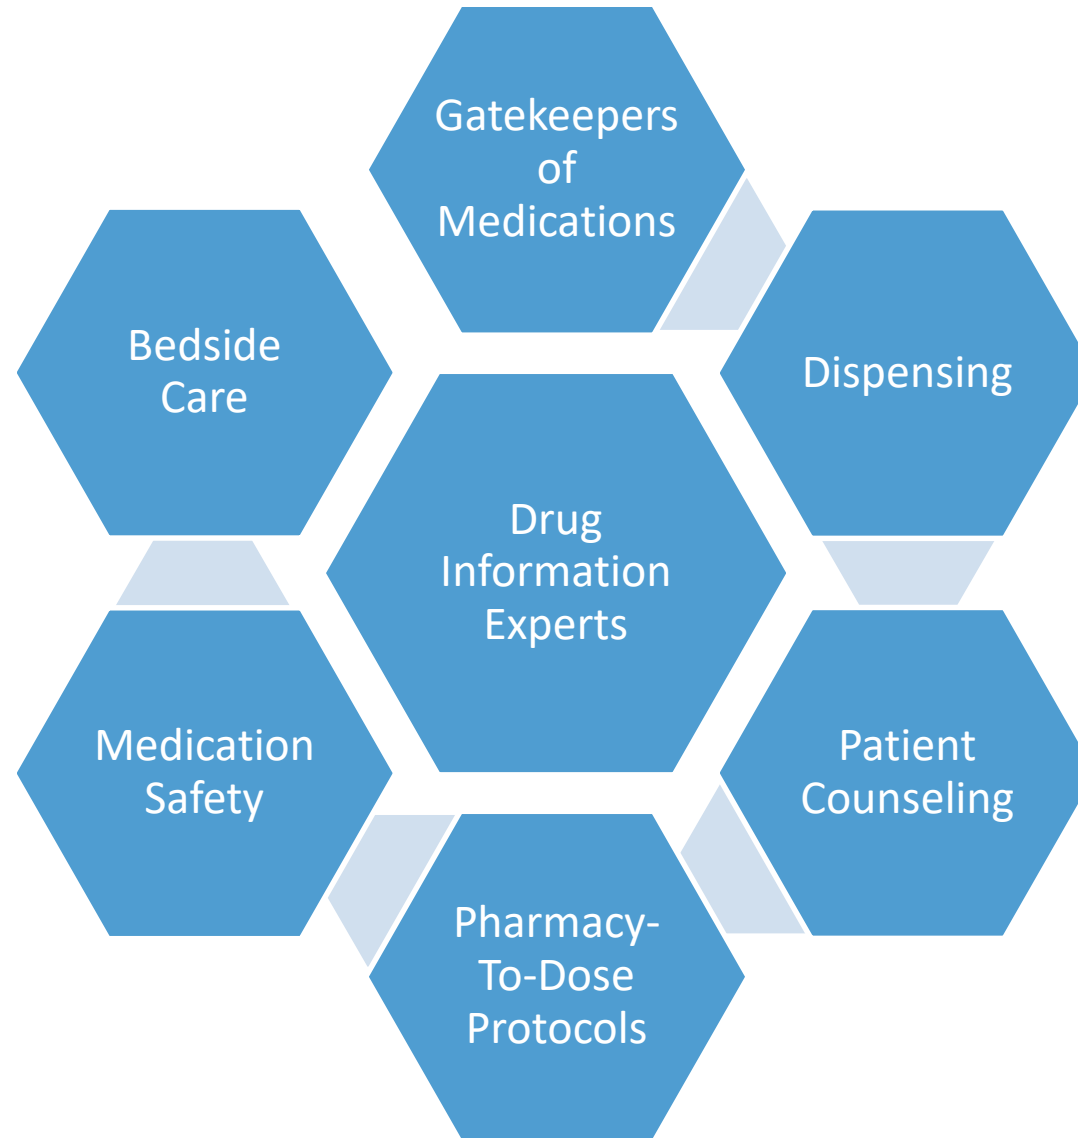 Gatekeepers
of
Medications
Dispensing
Patient
Counseling
Pharmacy-
To-Dose
Protocols
Medication
Safety
Bedside
Care
Drug
Information
Experts